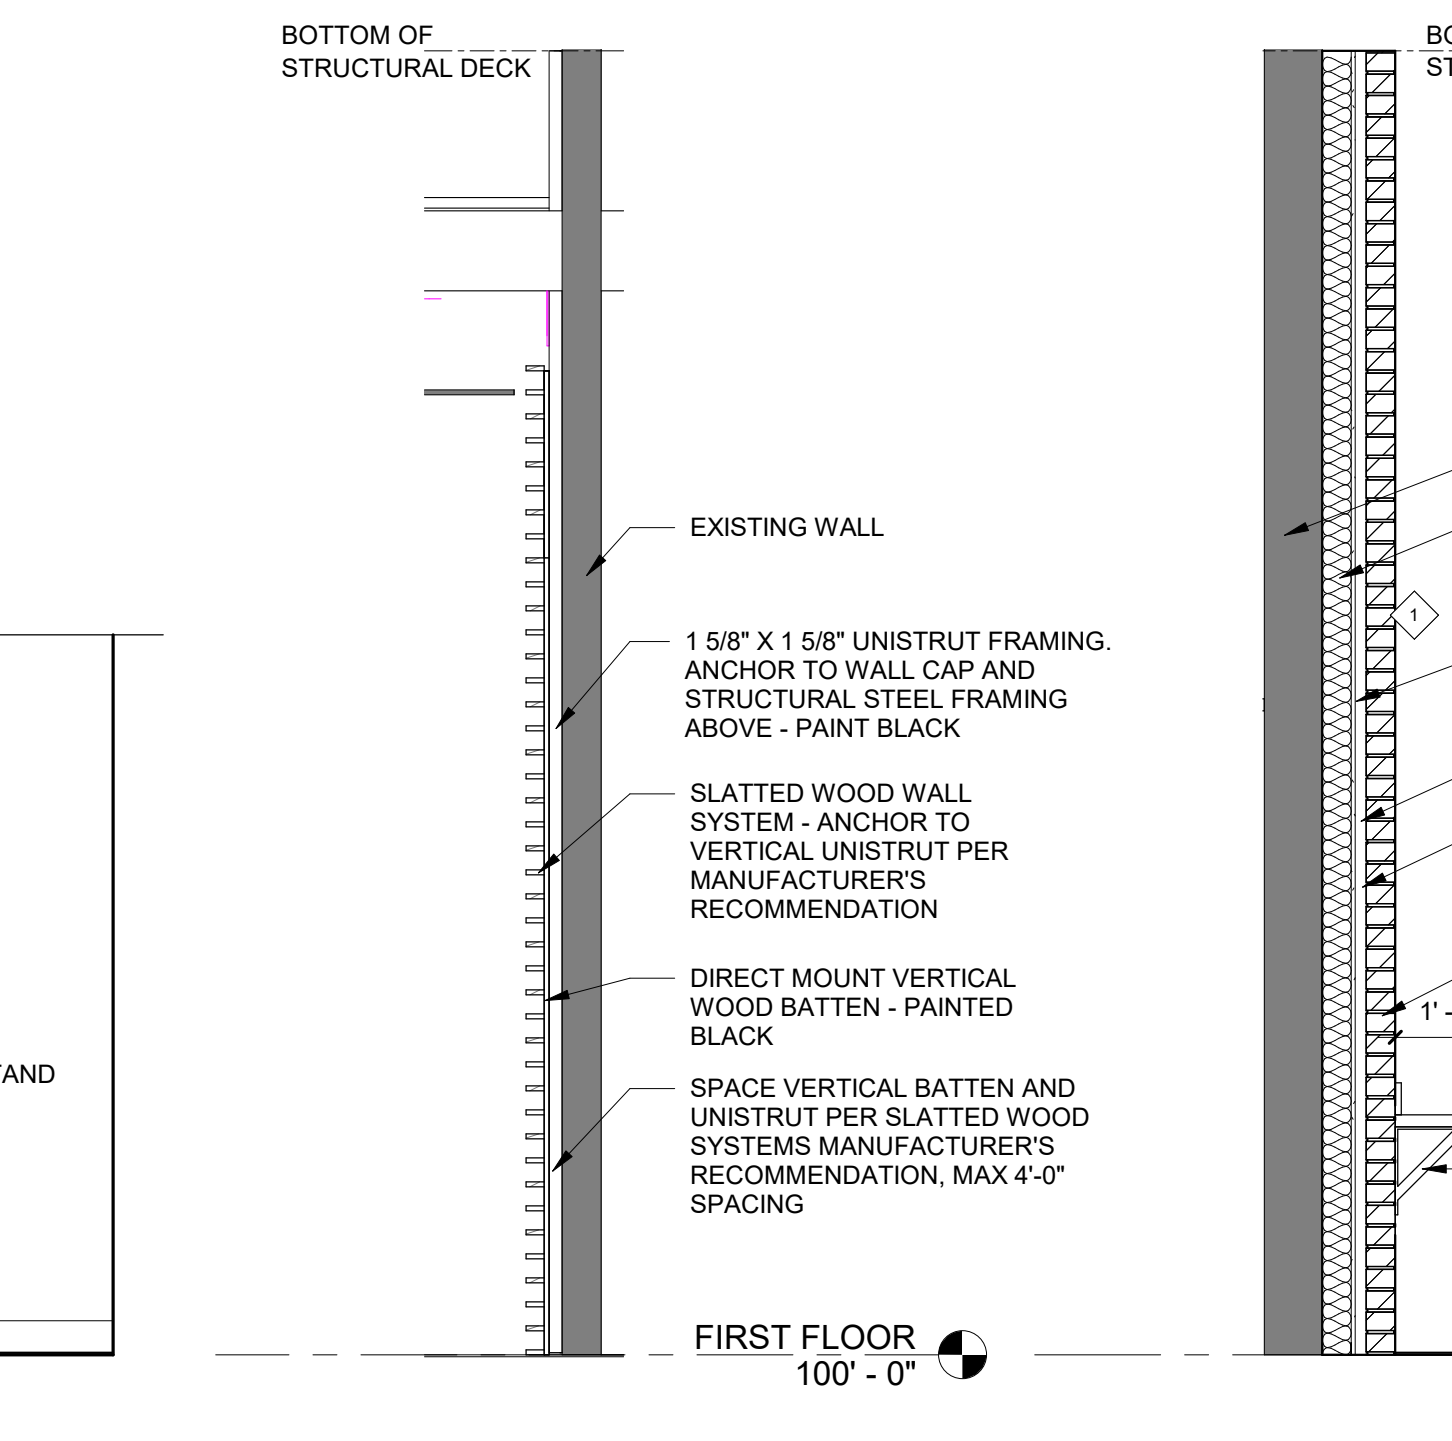 BOTTOM OF
STRUCTURAL DECK
EXISTING WALL
1 5/8" X 1 5/8" UNISTRUT FRAMING.
ANCHOR TO WALL CAP AND
STRUCTURAL STEEL FRAMING
ABOVE - PAINT BLACK
SLATTED WOOD WALL
SYSTEM - ANCHOR TO
VERTICAL UNISTRUT PER
MANUFACTURER'S
RECOMMENDATION
DIRECT MOUNT VERTICAL
WOOD BATTEN - PAINTED
BLACK
SPACE VERTICAL BATTEN AND
UNISTRUT PER SLATTED WOOD
SYSTEMS MANUFACTURER'S
RECOMMENDATION, MAX 4'-0"
SPACING
FIRST FLOOR
100' - 0"
1
1' -